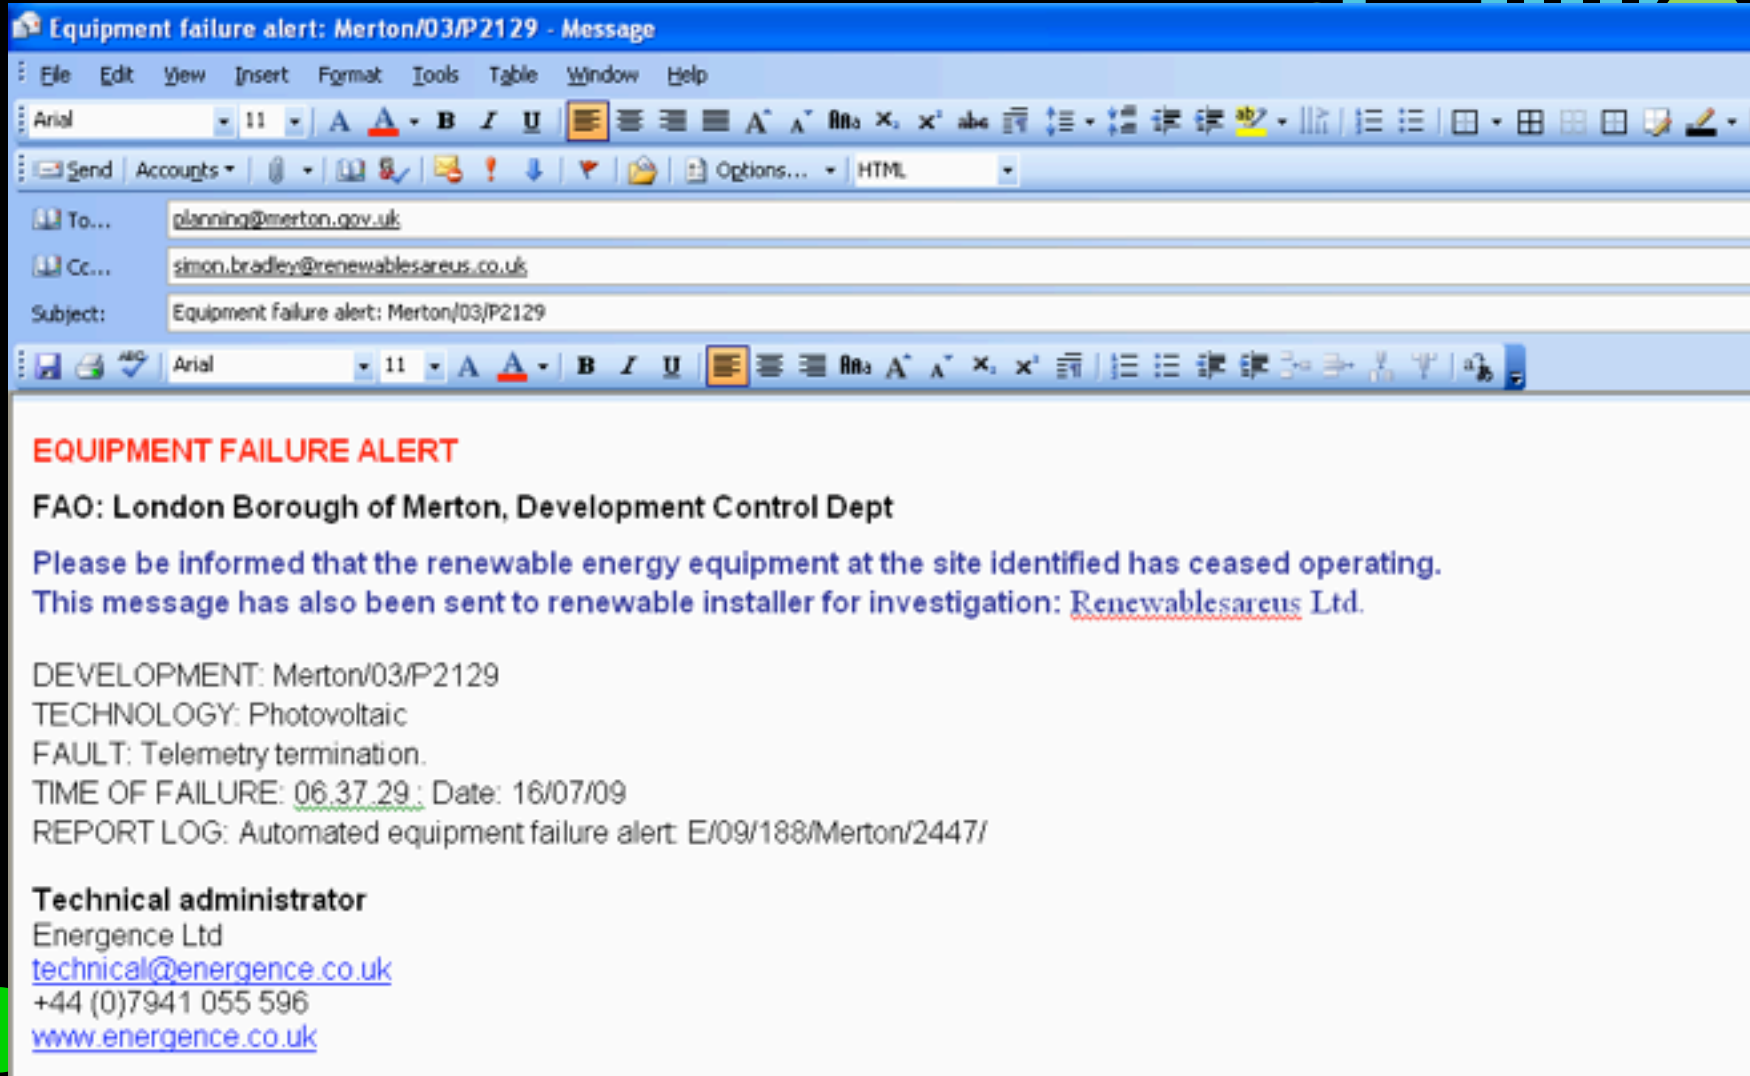 Equipment failure alert: Merton/03/P2129 - Message
File Edit View Insert Format Tools Table Window Help
Arial 11 A A B I U
Send Accounts Options... HTML
To... planning@merton.gov.uk
Cc... simon.bradley@renewablesareus.co.uk
Subject: Equipment failure alert: Merton/03/P2129
Arial 11 A A B I U
EQUIPMENT FAILURE ALERT
FAO: London Borough of Merton, Development Control Dept
Please be informed that the renewable energy equipment at the site identified has ceased operating.
This message has also been sent to renewable installer for investigation: Renewablesareus Ltd.
DEVELOPMENT: Merton/03/P2129
TECHNOLOGY: Photovoltaic
FAULT: Telemetry termination.
TIME OF FAILURE: 06.37.29 : Date: 16/07/09
REPORT LOG: Automated equipment failure alert: E/09/188/Merton/2447/
Technical administrator
Energence Ltd
technical@energence.co.uk
+44 (0)7941 055 596
www.energence.co.uk